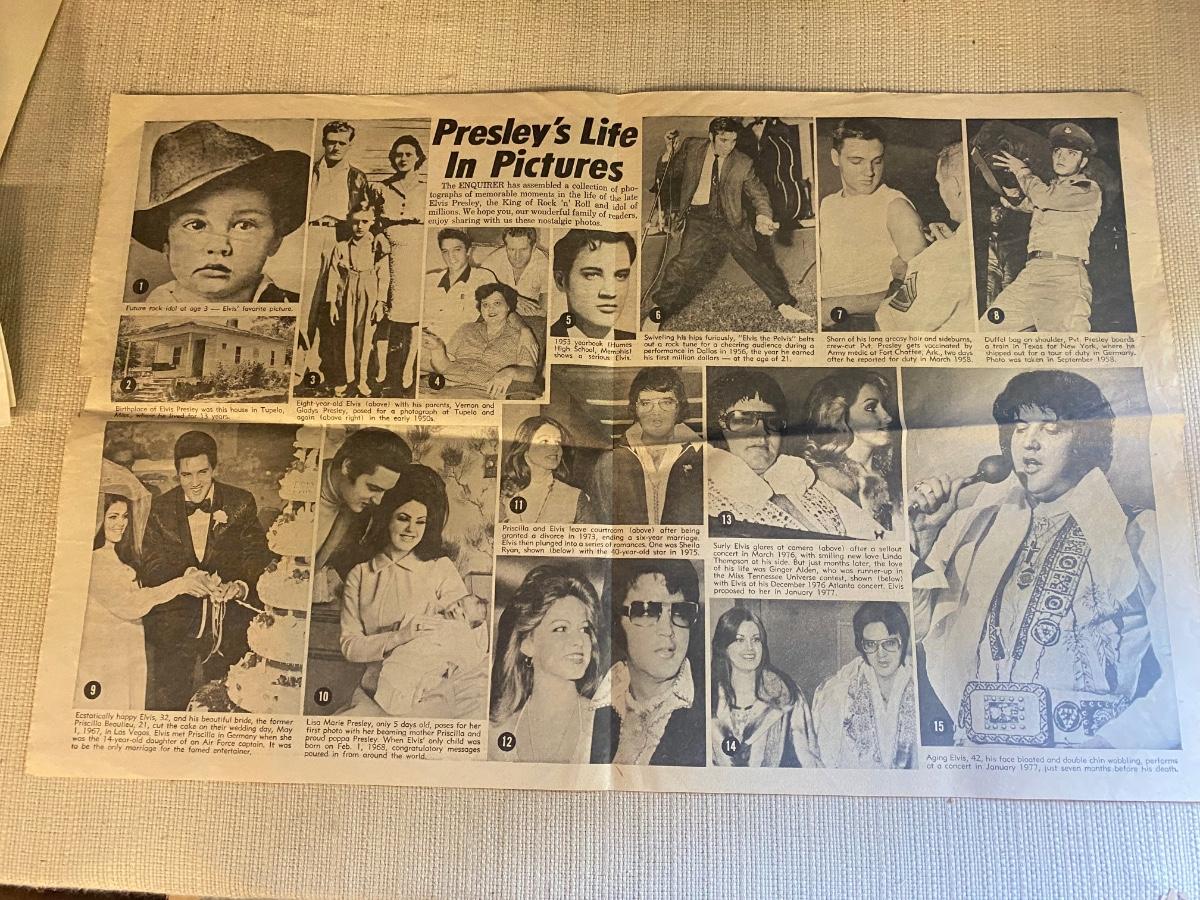 Presley's Life
In Pictures
The ENQUIRER has assembled a collection of pho-
tographs of memorable moments in the life of the late
Elvis Presley, the King of Rock 'n' Roll and idol of
millions. We hope you, our wonderful family of readers,
enjoy sharing with us these nostalgic photos.
1
Future rock idol at age 3 — Elvis' favorite picture.
2
Birthplace of Elvis Presley was this house in Tupelo,
Miss., where he lived for 13 years.
3
4
Eight-year-old Elvis (above) with his parents, Vernon and
Gladys Presley, posed for a photograph at Tupelo and
again (above right) in the early 1950s.
5
1953 yearbook (Humes
High School, Memphis)
shows a serious Elvis.
6
Swiveling his hips furiously, "Elvis the Pelvis" belts
out a rock tune for a cheering audience during a
performance in Dallas in 1956, the year he earned
his first million dollars — at the age of 21.
7
Shorn of his long greasy hair and sideburns,
crew-cut Pvt. Presley gets vaccinated by
Army medic at Fort Chaffee, Ark., two days
after he reported for duty in March 1958.
8
Duffel bag on shoulder, Pvt. Presley boards
a train in Texas for New York, where he
shipped out for a tour of duty in Germany.
Photo was taken in September 1958.
9
Ecstatically happy Elvis, 32, and his beautiful bride, the former
Priscilla Beaulieu, 21, cut the cake on their wedding day, May
1, 1967, in Las Vegas. Elvis met Priscilla in Germany when she
was the 14-year-old daughter of an Air Force captain. It was
to be the only marriage for the famed entertainer.
10
Lisa Marie Presley, only 5 days old, poses for her
first photo with her beaming mother Priscilla and
proud poppa Presley. When Elvis' only child was
born on Feb. 1, 1968, congratulatory messages
poured in from around the world.
11
Priscilla and Elvis leave courtroom (above) after being
granted a divorce in 1973, ending a six-year marriage.
Elvis then plunged into a series of romances. One was Sheila
Ryan, shown (below) with the 40-year-old star in 1975.
12
13
Surly Elvis glares at camera (above) after a sellout
concert in March 1976, with smiling new love Linda
Thompson at his side. But just months later, the love
of his life was Ginger Alden, who was runner-up in
the Miss Tennessee Universe contest, shown (below)
with Elvis at his December 1976 Atlanta concert. Elvis
proposed to her in January 1977.
14
15
Aging Elvis, 42, his face bloated and double chin wobbling, performs
at a concert in January 1977, just seven months before his death.